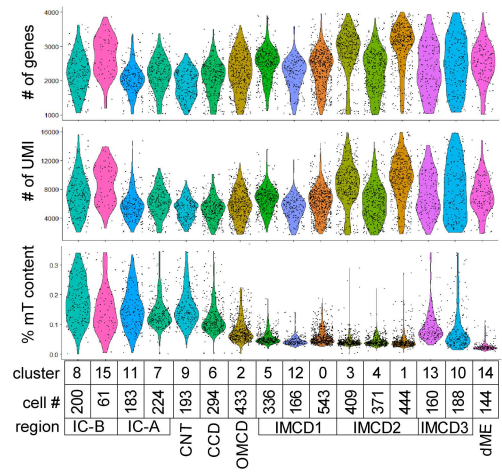 # of genes
4000
3000
2000
1000
# of UMI
16000
12000
8000
4000
% mT content
0.3
0.2
0.1
0.0
cluster 8 15 11 7 9 6 2 5 12 0 3 4 1 13 10 14
cell # 200 61 183 224 193 294 433 336 166 543 409 371 444 160 188 144
region IC-B IC-A CNT CCD OMCD IMCD1 IMCD2 IMCD3 dME